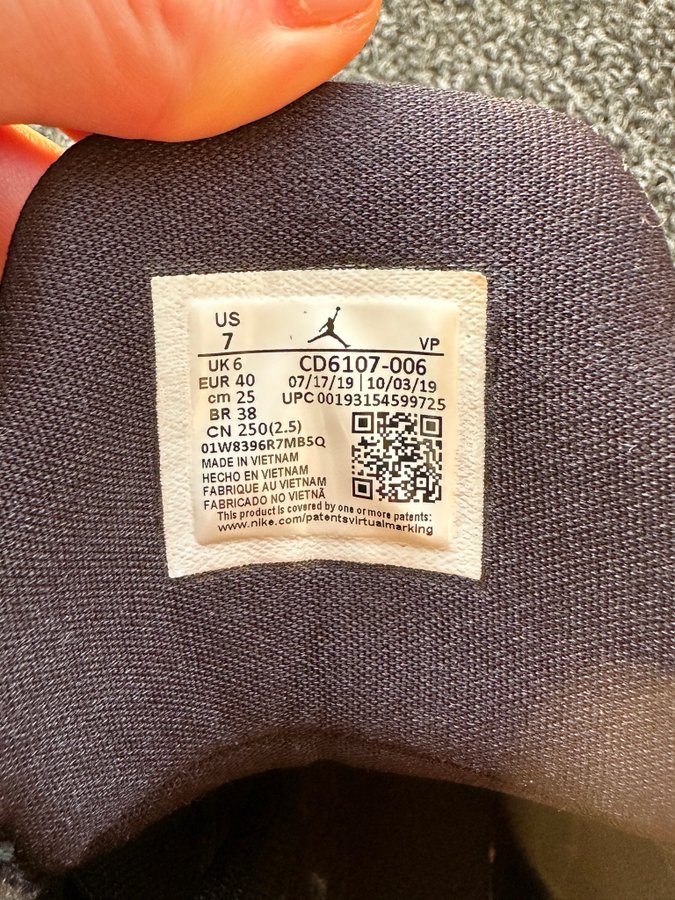 US
7
VP
UK 6
CD6107-006
EUR 40
07/17/19 | 10/03/19
cm 25
UPC 00193154599725
BR 38
CN 250(2.5)
01W8396R7MB5Q
MADE IN VIETNAM
HECHO EN VIETNAM
FABRIQUE AU VIETNAM
FABRICADO NO VIETNÃ
This product is covered by one or more patents:
www.nike.com/patentsvirtualmarking